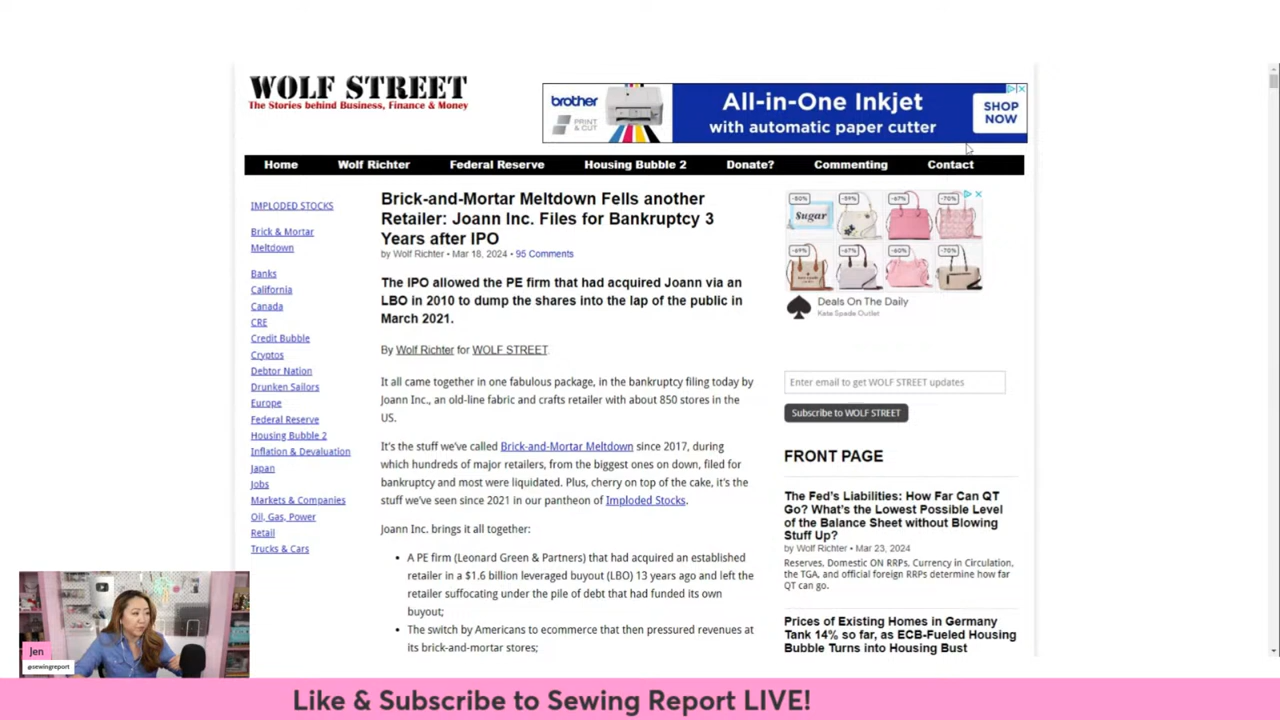 WOLF STREET
The Stories behind Business, Finance & Money
brother
PRINT
& CUT
All-in-One Inkjet
with automatic paper cutter
SHOP
NOW
Home Wolf Richter Federal Reserve Housing Bubble 2 Donate? Commenting Contact
IMPLODED STOCKS
Brick & Mortar
Meltdown
Banks
California
Canada
CRE
Credit Bubble
Cryptos
Debtor Nation
Drunken Sailors
Europe
Federal Reserve
Housing Bubble 2
Inflation & Devaluation
Japan
Jobs
Markets & Companies
Oil, Gas, Power
Retail
Trucks & Cars
Brick-and-Mortar Meltdown Fells another
Retailer: Joann Inc. Files for Bankruptcy 3
Years after IPO
by Wolf Richter • Mar 18, 2024 • 95 Comments
The IPO allowed the PE firm that had acquired Joann via an
LBO in 2010 to dump the shares into the lap of the public in
March 2021.
By Wolf Richter for WOLF STREET.
It all came together in one fabulous package, in the bankruptcy filing today by
Joann Inc., an old-line fabric and crafts retailer with about 850 stores in the
US.
It's the stuff we've called Brick-and-Mortar Meltdown since 2017, during
which hundreds of major retailers, from the biggest ones on down, filed for
bankruptcy and most were liquidated. Plus, cherry on top of the cake, it's the
stuff we've seen since 2021 in our pantheon of Imploded Stocks.
Joann Inc. brings it all together:
• A PE firm (Leonard Green & Partners) that had acquired an established
retailer in a $1.6 billion leveraged buyout (LBO) 13 years ago and left the
retailer suffocating under the pile of debt that had funded its own
buyout;
• The switch by Americans to ecommerce that then pressured revenues at
its brick-and-mortar stores;
-80% -59% -67% -70%
Sugar
-69% -67% -60% -70%
Deals On The Daily
Kate Spade Outlet
Enter email to get WOLF STREET updates
Subscribe to WOLF STREET
FRONT PAGE
The Fed's Liabilities: How Far Can QT
Go? What's the Lowest Possible Level
of the Balance Sheet without Blowing
Stuff Up?
by Wolf Richter • Mar 23, 2024
Reserves, Domestic ON RRPs, Currency in Circulation,
the TGA, and official foreign RRPs determine how far
QT can go.
Prices of Existing Homes in Germany
Tank 14% so far, as ECB-Fueled Housing
Bubble Turns into Housing Bust
Jen
@sewingreport
Like & Subscribe to Sewing Report LIVE!